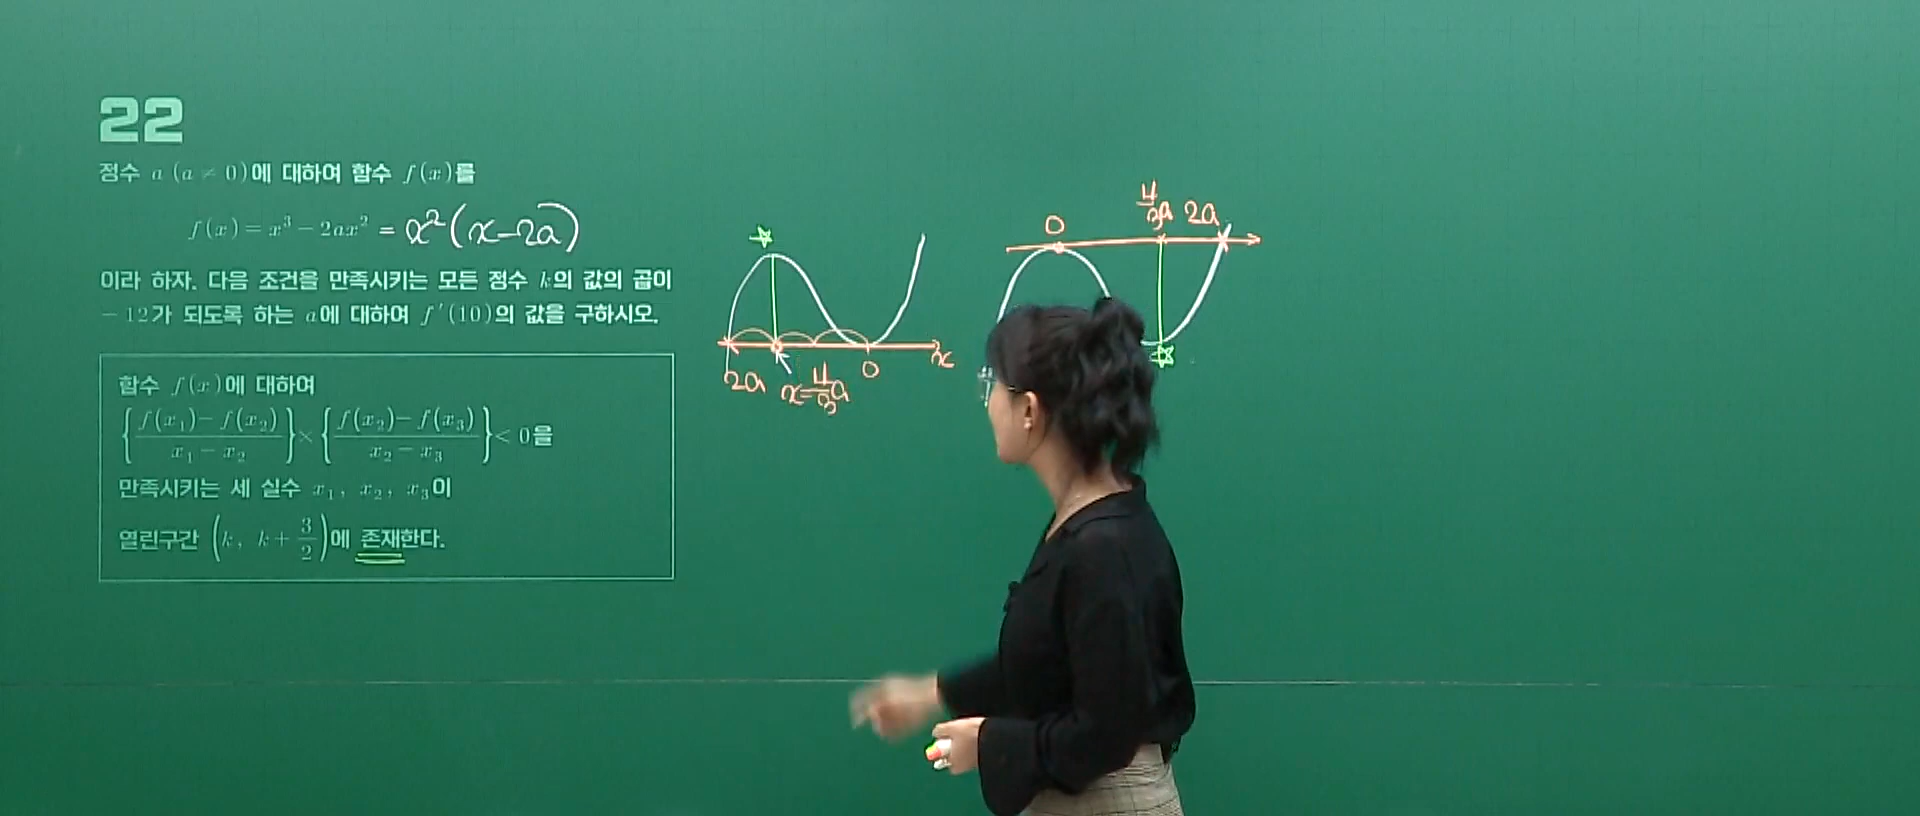 22
정수 a (a ≠ 0)에 대하여 함수 f(x)를
f(x) = x³ − 2ax² = x²(x−2a)
이라 하자. 다음 조건을 만족시키는 모든 정수 k의 값의 곱이
−12가 되도록 하는 a에 대하여 f′(10)의 값을 구하시오.
함수 f(x)에 대하여
{(f(x₁)−f(x₂))/(x₁−x₂)} × {(f(x₂)−f(x₃))/(x₂−x₃)} < 0을
만족시키는 세 실수 x₁, x₂, x₃이
열린구간 (k, k+3/2)에 존재한다.
2a x=4/3a 0 x
0 4/3a 2a